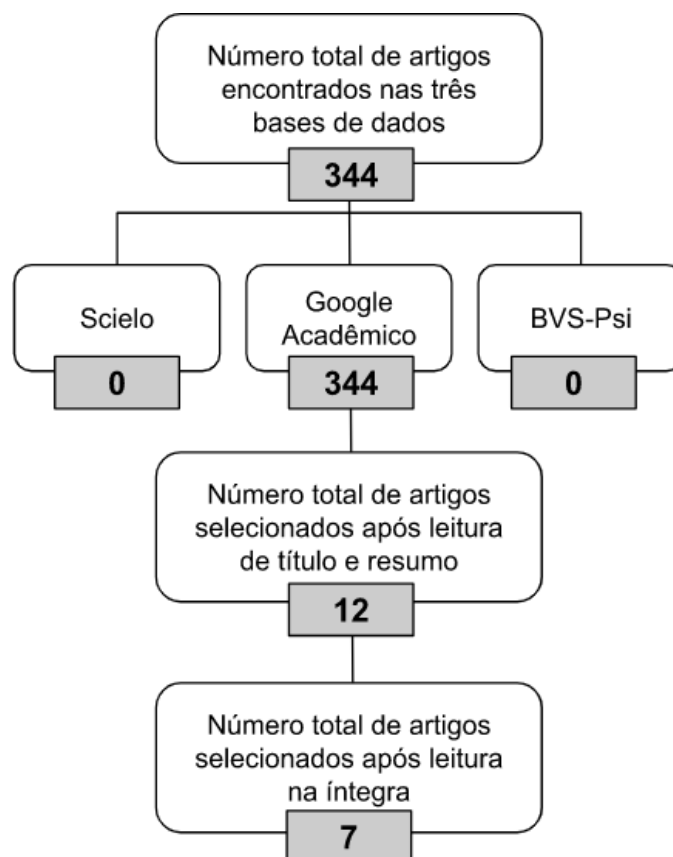 Número total de artigos
encontrados nas três
bases de dados
344
Scielo
0
Google
Acadêmico
344
BVS-Psi
0
Número total de artigos
selecionados após leitura
de título e resumo
12
Número total de artigos
selecionados após leitura
na íntegra
7